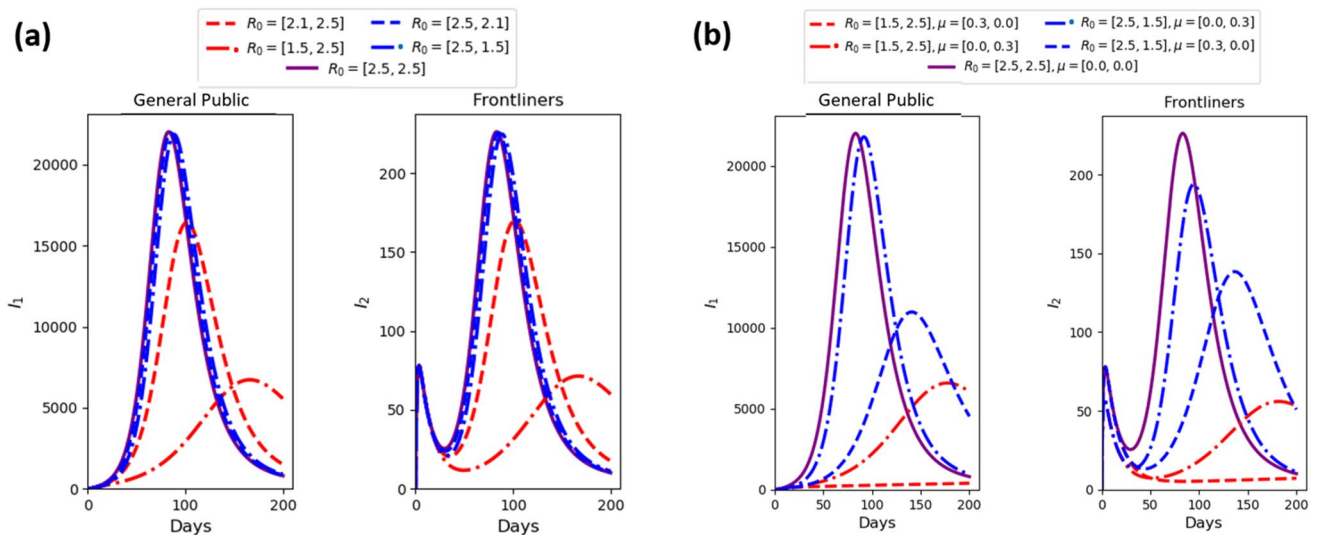 (a)
R₀ = [2.1, 2.5]
R₀ = [2.5, 2.1]
R₀ = [1.5, 2.5]
R₀ = [2.5, 1.5]
R₀ = [2.5, 2.5]
General Public
Frontliners
I₁
20000
15000
10000
5000
0
0
100
200
Days
I₂
200
150
100
50
0
0
100
200
Days
(b)
R₀ = [1.5, 2.5], μ = [0.3, 0.0]
R₀ = [2.5, 1.5], μ = [0.0, 0.3]
R₀ = [1.5, 2.5], μ = [0.0, 0.3]
R₀ = [2.5, 1.5], μ = [0.3, 0.0]
R₀ = [2.5, 2.5], μ = [0.0, 0.0]
General Public
Frontliners
I₁
20000
15000
10000
5000
0
0
50
100
150
200
Days
I₂
200
150
100
50
0
0
50
100
150
200
Days